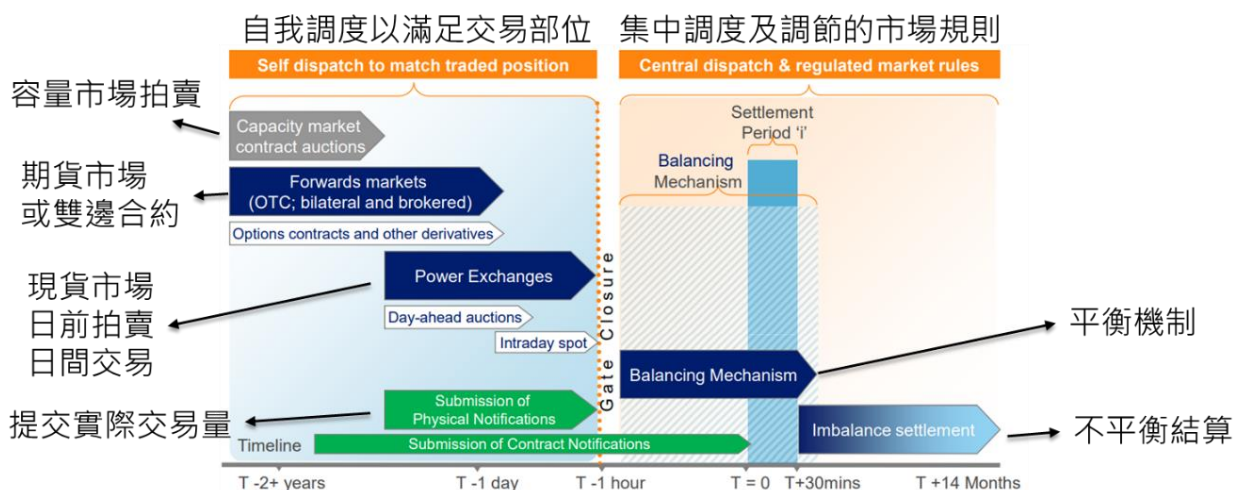 自我調度以滿足交易部位
集中調度及調節的市場規則
Self dispatch to match traded position
Central dispatch & regulated market rules
容量市場拍賣
Capacity market
contract auctions
Settlement
Period ‘i’
期貨市場
或雙邊合約
Forwards markets
(OTC; bilateral and brokered)
Balancing
Mechanism
Options contracts and other derivatives
現貨市場
日前拍賣
日間交易
Power Exchanges
Day-ahead auctions
Intraday spot
Gate Closure
Balancing Mechanism
平衡機制
提交實際交易量
Submission of
Physical Notifications
Timeline
Submission of Contract Notifications
Imbalance settlement
不平衡結算
T -2+ years
T -1 day
T -1 hour
T = 0
T+30mins
T +14 Months